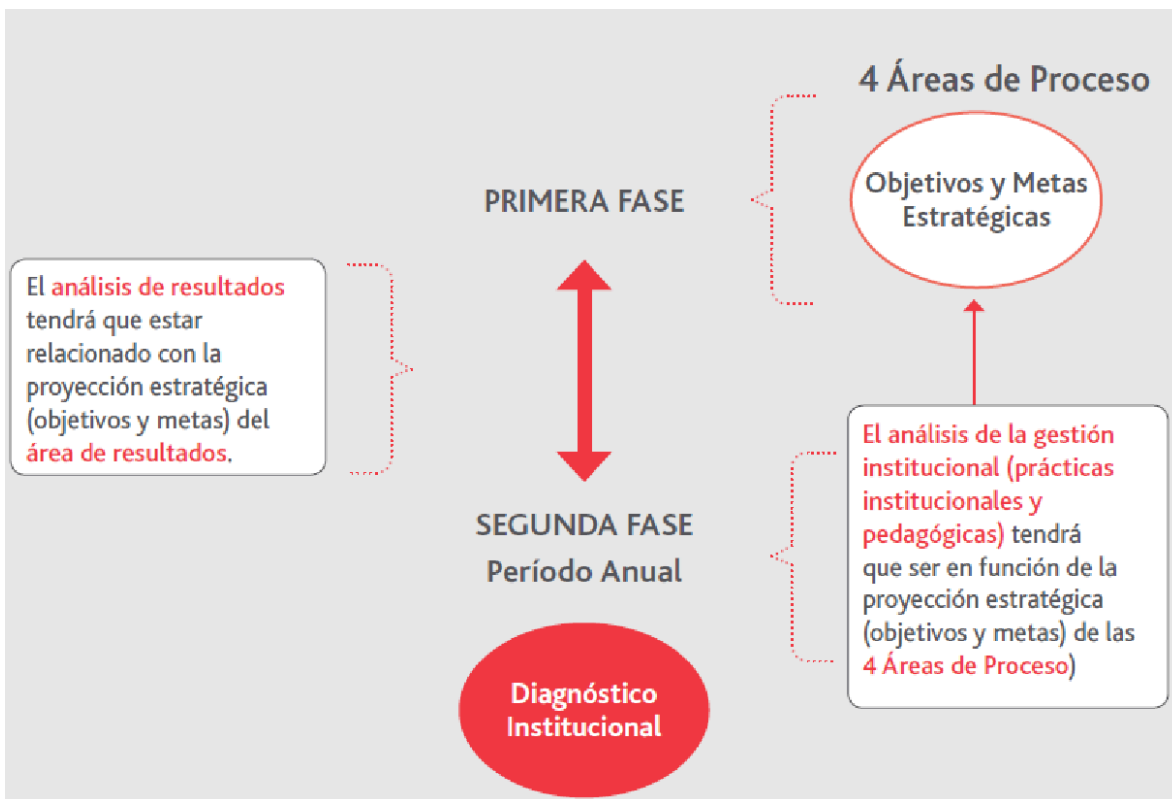 4 Áreas de Proceso
Objetivos y Metas
Estratégicas
PRIMERA FASE
El análisis de resultados
tendrá que estar
relacionado con la
proyección estratégica
(objetivos y metas) del
área de resultados.
SEGUNDA FASE
Período Anual
El análisis de la gestión
institucional (prácticas
institucionales y
pedagógicas) tendrá
que ser en función de la
proyección estratégica
(objetivos y metas) de las
4 Áreas de Proceso)
Diagnóstico
Institucional